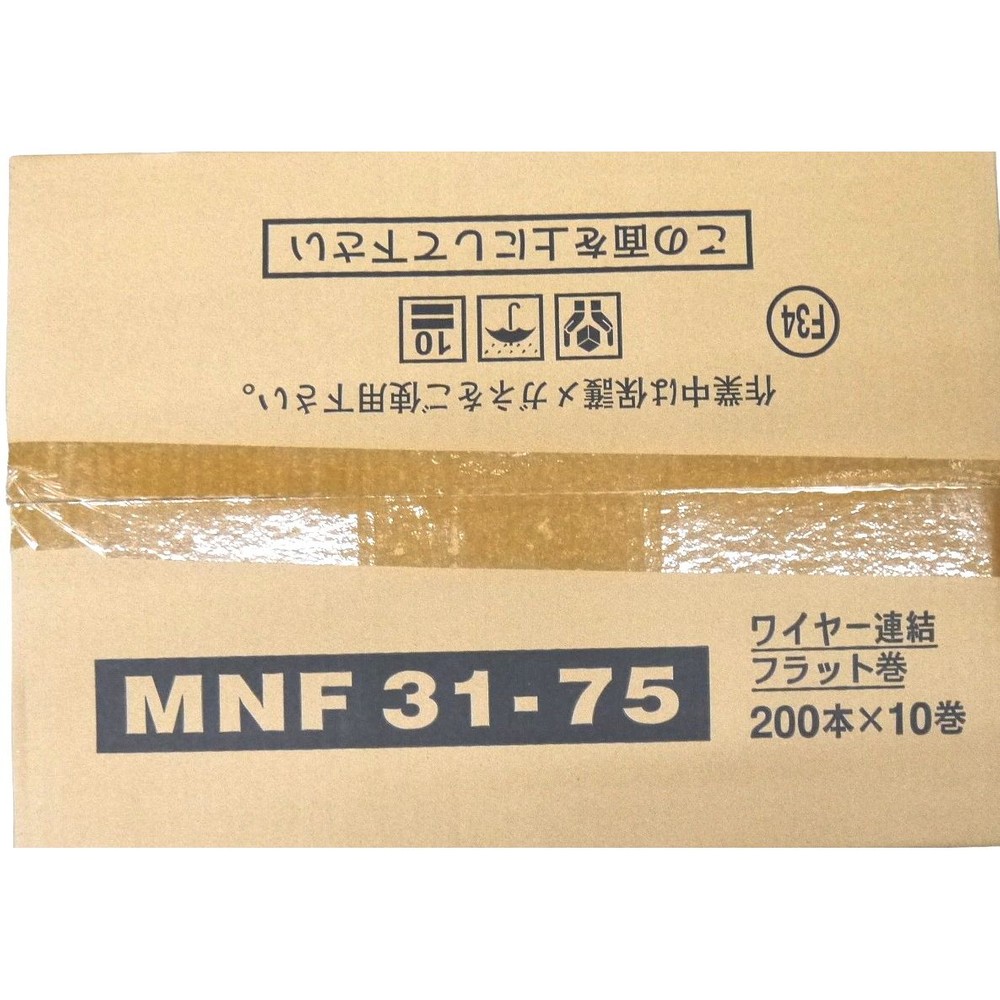 この面を上にして下さい
10
F34
作業中は保護メガネをご使用下さい。
MNF 31-75
ワイヤー連結
フラット巻
200本×10巻